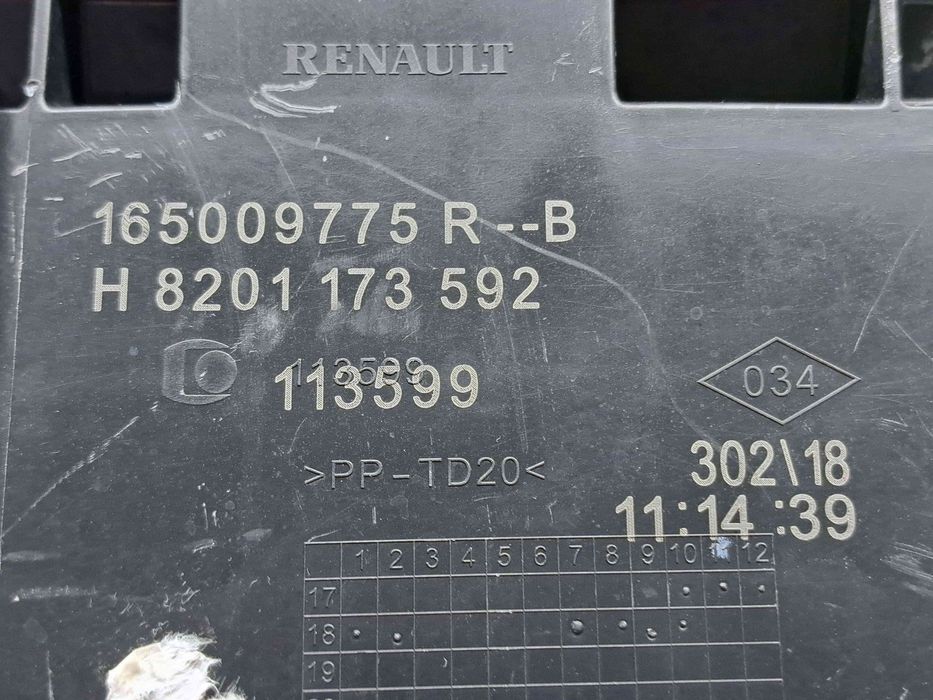 RENAULT
165009775 R--B
H 8201 173 592
113599
113599
034
>PP-TD20<
302\18
11:14:39
1 2 3 4 5 6 7 8 9 10 11 12
17
18
19